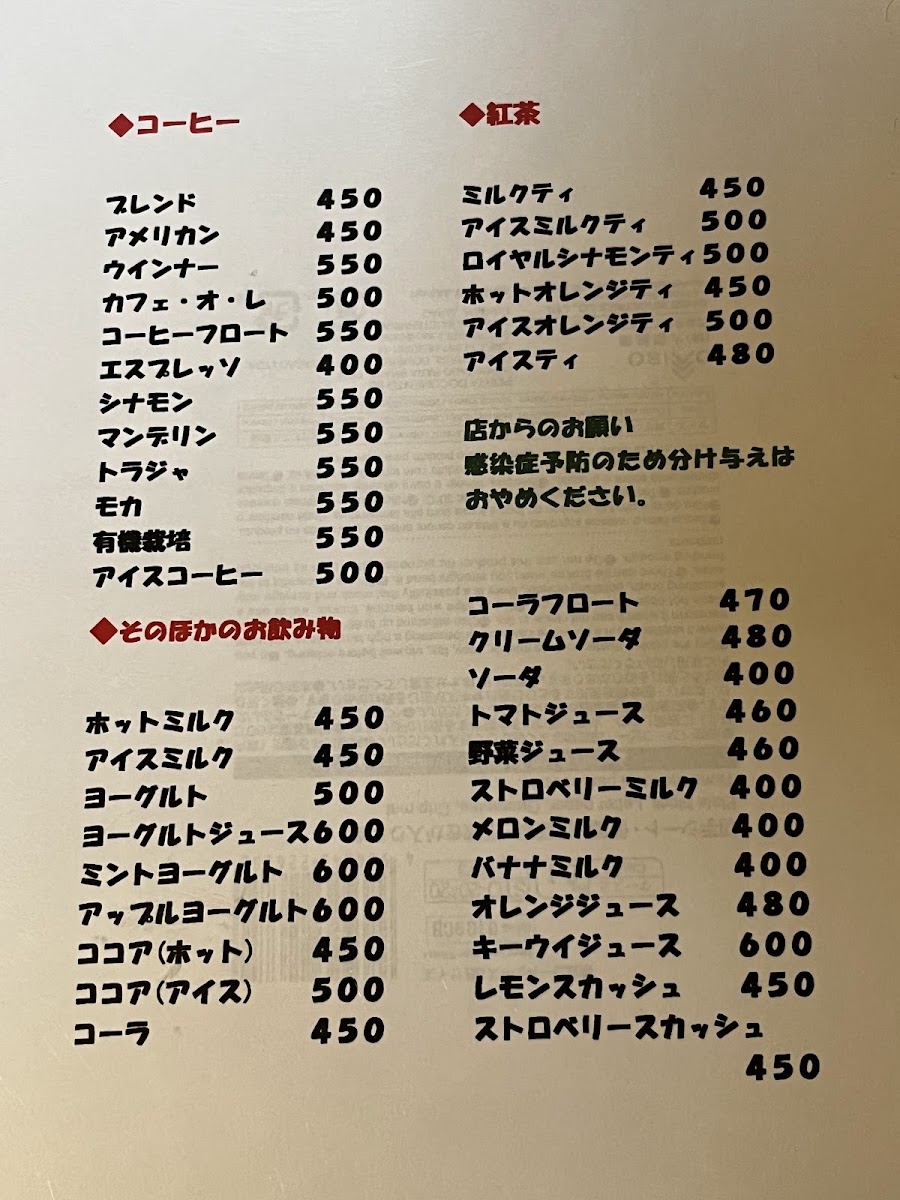 ◆コーヒー
ブレンド 450
アメリカン 450
ウインナー 550
カフェ・オ・レ 500
コーヒーフロート 550
エスプレッソ 400
シナモン 550
マンデリン 550
トラジャ 550
モカ 550
有機栽培 550
アイスコーヒー 500
◆紅茶
ミルクティ 450
アイスミルクティ 500
ロイヤルシナモンティ 500
ホットオレンジティ 450
アイスオレンジティ 500
アイスティ 480
店からのお願い
感染症予防のため分け与えは
おやめください。
◆そのほかのお飲み物
ホットミルク 450
アイスミルク 450
ヨーグルト 500
ヨーグルトジュース 600
ミントヨーグルト 600
アップルヨーグルト 600
ココア(ホット) 450
ココア(アイス) 500
コーラ 450
コーラフロート 470
クリームソーダ 480
ソーダ 400
トマトジュース 460
野菜ジュース 460
ストロベリーミルク 400
メロンミルク 400
バナナミルク 400
オレンジジュース 480
キーウイジュース 600
レモンスカッシュ 450
ストロベリースカッシュ
450